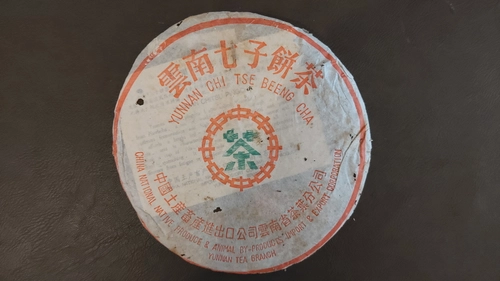 雲南七子餅茶
YUNNAN CHI TSE BEENG CHA
茶
中國土產畜產進出口公司雲南省茶葉分公司
CHINA NATIONAL NATIVE PRODUCE & ANIMAL BY-PRODUCTS IMPORT & EXPORT CORPORATION
YUNNAN TEA BRANCH